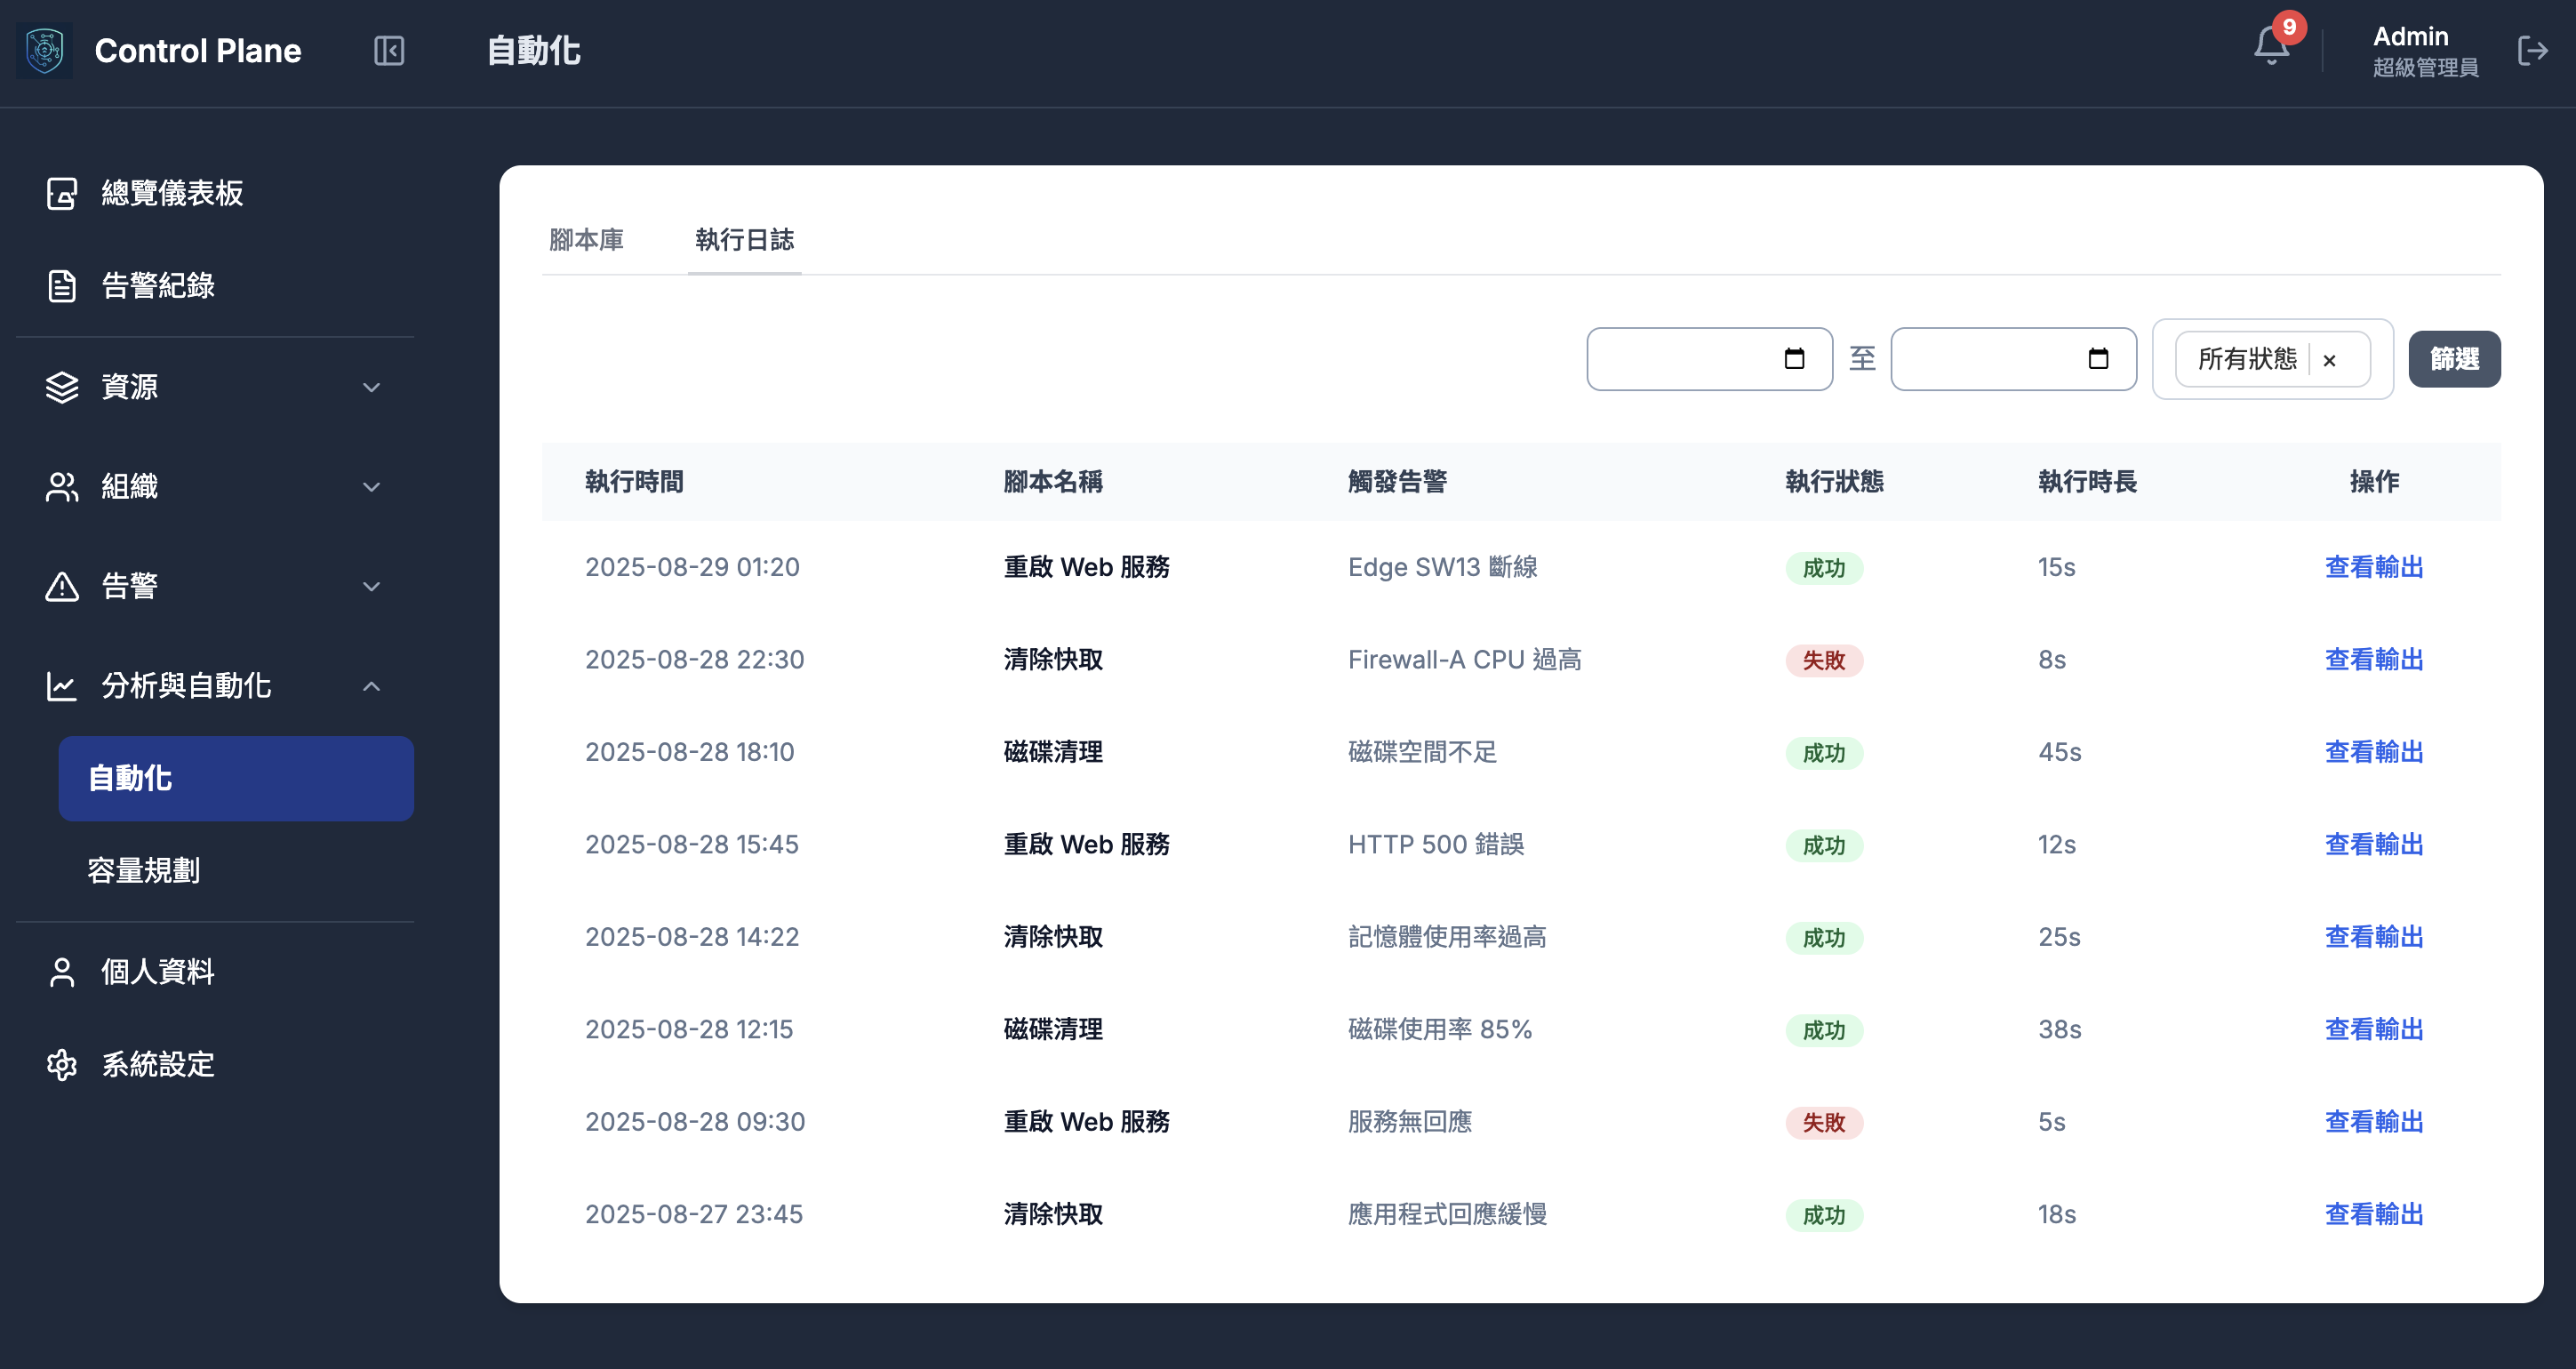 Control Plane
自動化
9
Admin
超級管理員
總覽儀表板
告警紀錄
資源
組織
告警
分析與自動化
自動化
容量規劃
個人資料
系統設定
腳本庫 執行日誌
至 所有狀態 × 篩選
執行時間 腳本名稱 觸發告警 執行狀態 執行時長 操作
2025-08-29 01:20 重啟 Web 服務 Edge SW13 斷線 成功 15s 查看輸出
2025-08-28 22:30 清除快取 Firewall-A CPU 過高 失敗 8s 查看輸出
2025-08-28 18:10 磁碟清理 磁碟空間不足 成功 45s 查看輸出
2025-08-28 15:45 重啟 Web 服務 HTTP 500 錯誤 成功 12s 查看輸出
2025-08-28 14:22 清除快取 記憶體使用率過高 成功 25s 查看輸出
2025-08-28 12:15 磁碟清理 磁碟使用率 85% 成功 38s 查看輸出
2025-08-28 09:30 重啟 Web 服務 服務無回應 失敗 5s 查看輸出
2025-08-27 23:45 清除快取 應用程式回應緩慢 成功 18s 查看輸出